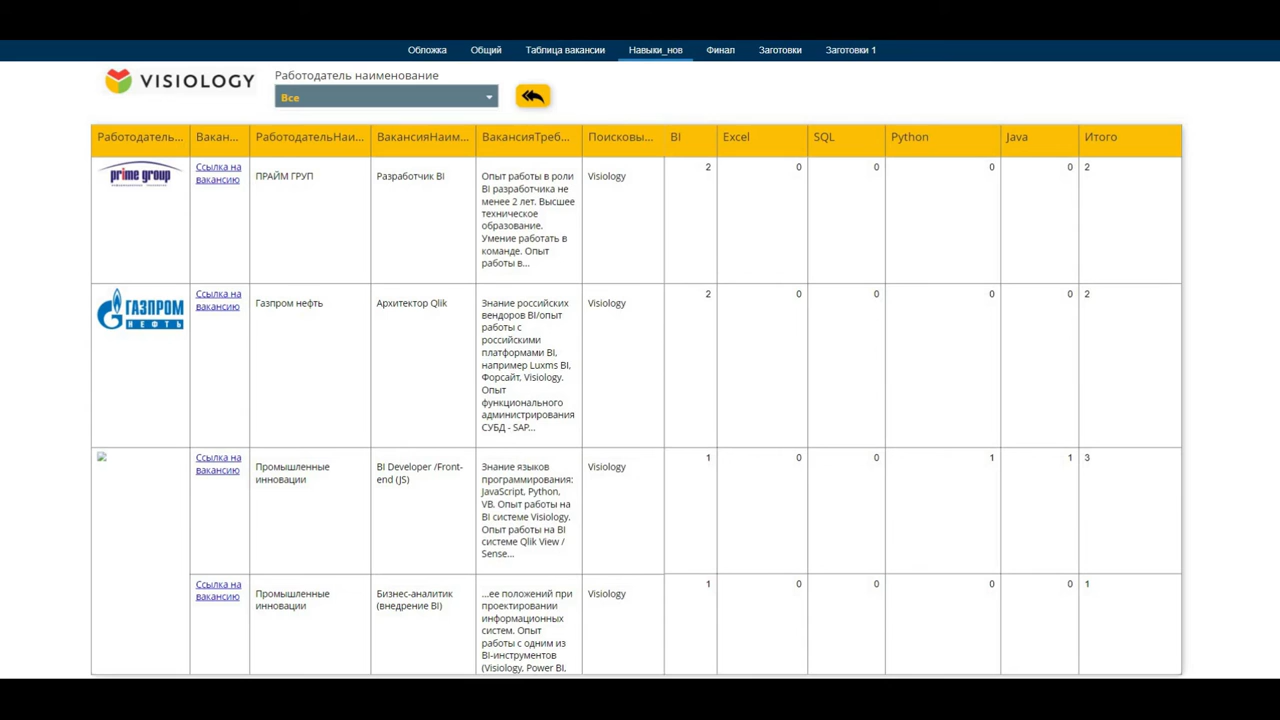 Обложка Общий Таблица вакансии Навыки_нов Финал Заготовки Заготовки 1
VISIOLOGY
Работодатель наименование
Все
Работодатель... Вакан... РаботодательНаи... ВакансияНаим... ВакансияТреб... Поисковы... BI Excel SQL Python Java Итого
prime group
Ссылка на
вакансию
ПРАЙМ ГРУП
Разработчик BI
Опыт работы в роли
BI разработчика не
менее 2 лет. Высшее
техническое
образование.
Умение работать в
команде. Опыт
работы в...
Visiology
2 0 0 0 0 2
ГАЗПРОМ
НЕФТЬ
Ссылка на
вакансию
Газпром нефть
Архитектор Qlik
Знание российских
вендоров BI/опыт
работы с
российскими
платформами BI,
например Luxms BI,
Форсайт, Visiology.
Опыт
функционального
администрирования
СУБД - SAP...
Visiology
2 0 0 0 0 2
Ссылка на
вакансию
Промышленные
инновации
BI Developer /Front-
end (JS)
Знание языков
программирования:
JavaScript, Python,
VB. Опыт работы на
BI системе Visiology.
Опыт работы на BI
системе Qlik View /
Sense...
Visiology
1 0 0 1 1 3
Ссылка на
вакансию
Промышленные
инновации
Бизнес-аналитик
(внедрение BI)
...ее положений при
проектировании
информационных
систем. Опыт
работы с одним из
BI-инструментов
(Visiology, Power BI,
Visiology
1 0 0 0 0 1